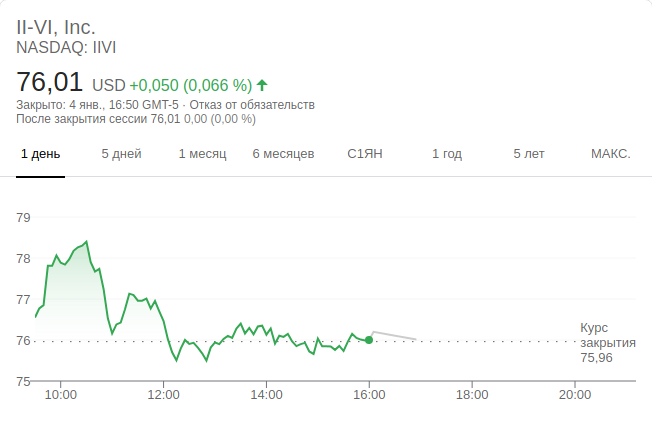 II-VI, Inc.
NASDAQ: IIVI
76,01 USD +0,050 (0,066 %)
Закрыто: 4 янв., 16:50 GMT-5 · Отказ от обязательств
После закрытия сессии 76,01 0,00 (0,00 %)
1 день 5 дней 1 месяц 6 месяцев С1ЯН 1 год 5 лет МАКС.
79
78
77
Курс
76 закрытия
75,96
75
10:00 12:00 14:00 16:00 18:00 20:00